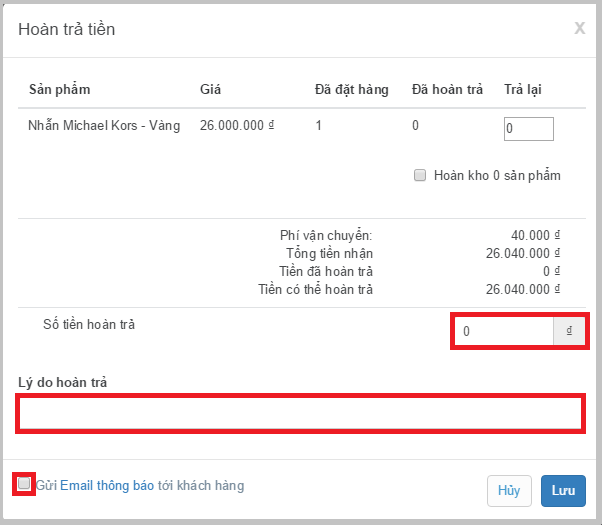 Hoàn trả tiền
X
Sản phẩm Giá Đã đặt hàng Đã hoàn trả Trả lại
Nhẫn Michael Kors - Vàng 26.000.000 ₫ 1 0 0
Hoàn kho 0 sản phẩm
Phí vận chuyển: 40.000 ₫
Tổng tiền nhận 26.040.000 ₫
Tiền đã hoàn trả 0 ₫
Tiền có thể hoàn trả 26.040.000 ₫
Số tiền hoàn trả 0 ₫
Lý do hoàn trả
Gửi Email thông báo tới khách hàng
Hủy Lưu